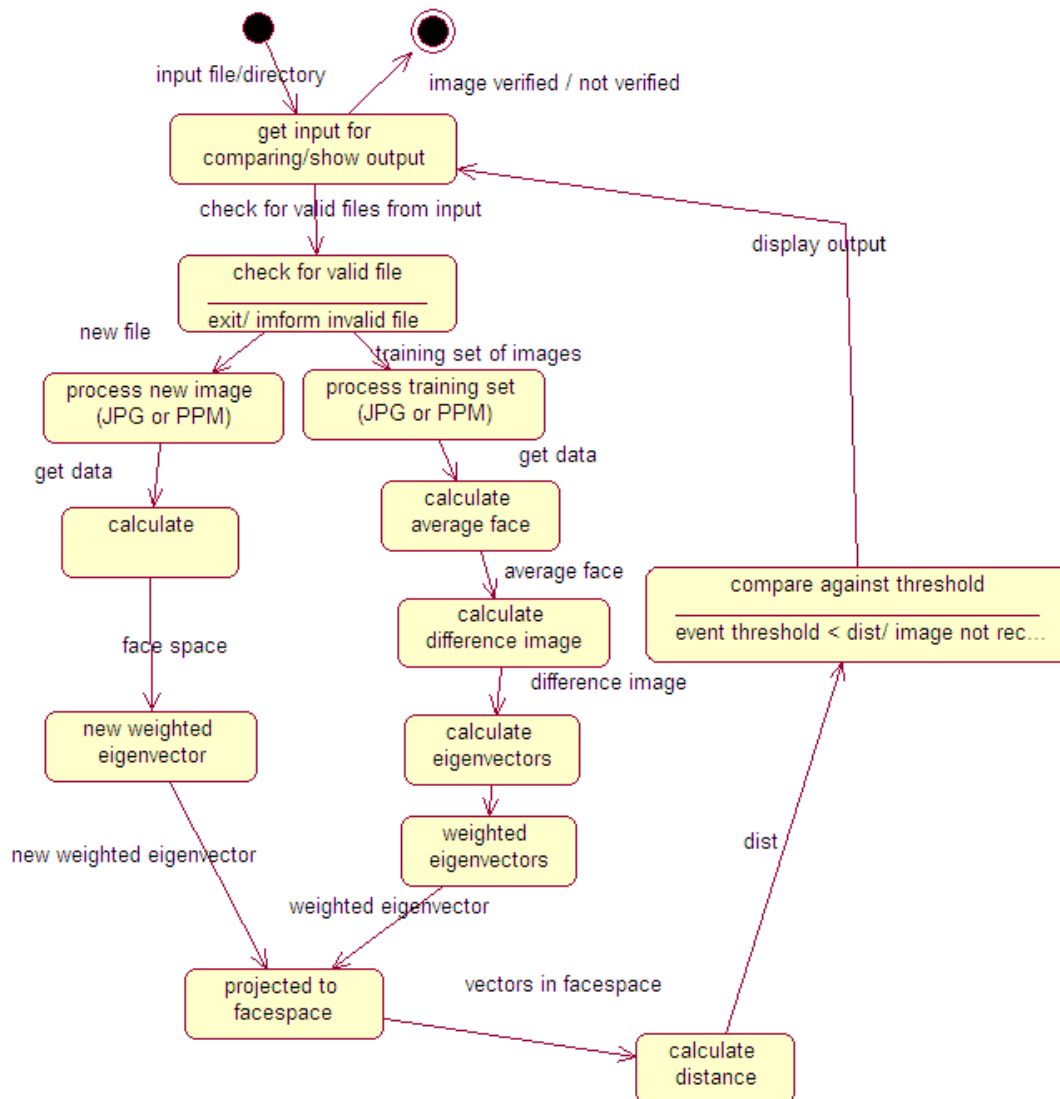 input file/directory
image verified / not verified
get input for
comparing/show output
check for valid files from input
display output
check for valid file
exit/ imform invalid file
new file
training set of images
process new image
(JPG or PPM)
process training set
(JPG or PPM)
get data
get data
calculate
calculate
average face
average face
compare against threshold
event threshold < dist/ image not rec...
calculate
difference image
face space
difference image
new weighted
eigenvector
calculate
eigenvectors
weighted
eigenvectors
dist
new weighted eigenvector
weighted eigenvector
projected to
facespace
vectors in facespace
calculate
distance